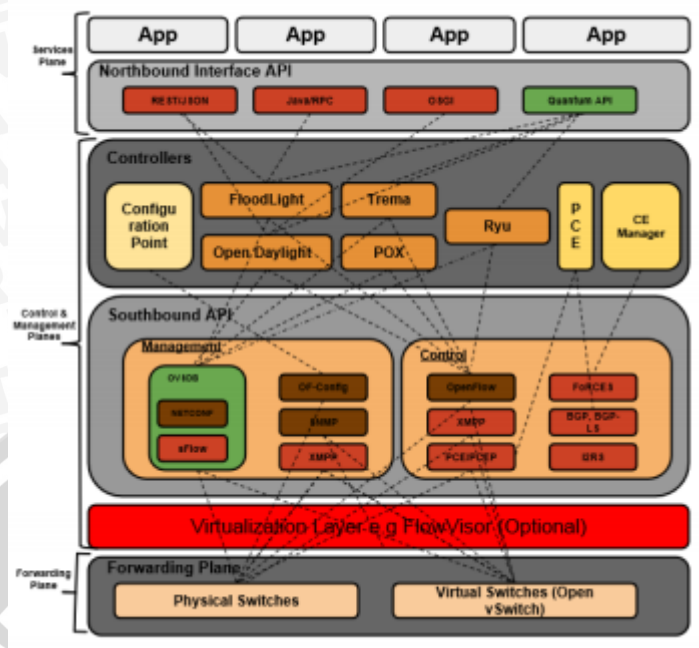 Services
Plane
App
App
App
App
Northbound Interface API
REST/JSON
Java/RPC
OSGI
Quantum API
Controllers
Configu
ration
Point
FloodLight
Trema
Open Daylight
POX
Ryu
P
C
E
CE
Manager
Control &
Management
Planes
Southbound API
Management
OVSDB
NETCONF
sFlow
OF-Config
SNMP
XMPP
Control
OpenFlow
XMPP
PCE/PCEP
FoRCES
BGP, BGP-
LS
I2RS
Virtualization Layer e g FlowVisor (Optional)
Forwarding
Plane
Forwarding Plane
Physical Switches
Virtual Switches (Open
vSwitch)